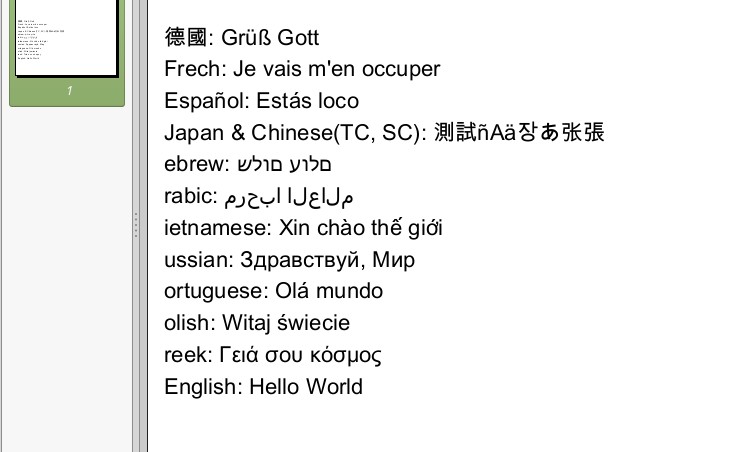 1
德國: Grüß Gott
Frech: Je vais m'en occuper
Español: Estás loco
Japan & Chinese(TC, SC): 測試ñAä장あ张張
ebrew: שלום עולם
rabic: مرحبا العالم
ietnamese: Xin chào thế giới
ussian: Здравствуй, Мир
ortuguese: Olá mundo
olish: Witaj świecie
reek: Γειά σου κόσμος
English: Hello World